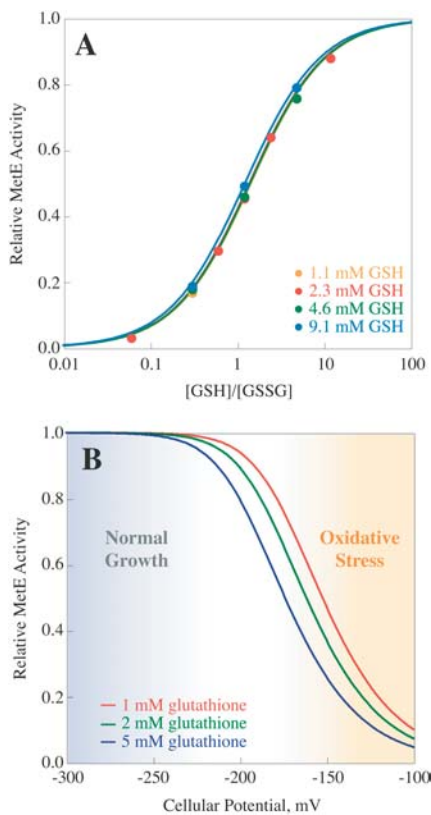 A
1.0
0.8
0.6
0.4
0.2
0.0
Relative MetE Activity
1.1 mM GSH
2.3 mM GSH
4.6 mM GSH
9.1 mM GSH
0.01 0.1 1 10 100
[GSH]/[GSSG]
B
1.0
0.8
0.6
0.4
0.2
0.0
Relative MetE Activity
Normal
Growth
Oxidative
Stress
1 mM glutathione
2 mM glutathione
5 mM glutathione
-300 -250 -200 -150 -100
Cellular Potential, mV